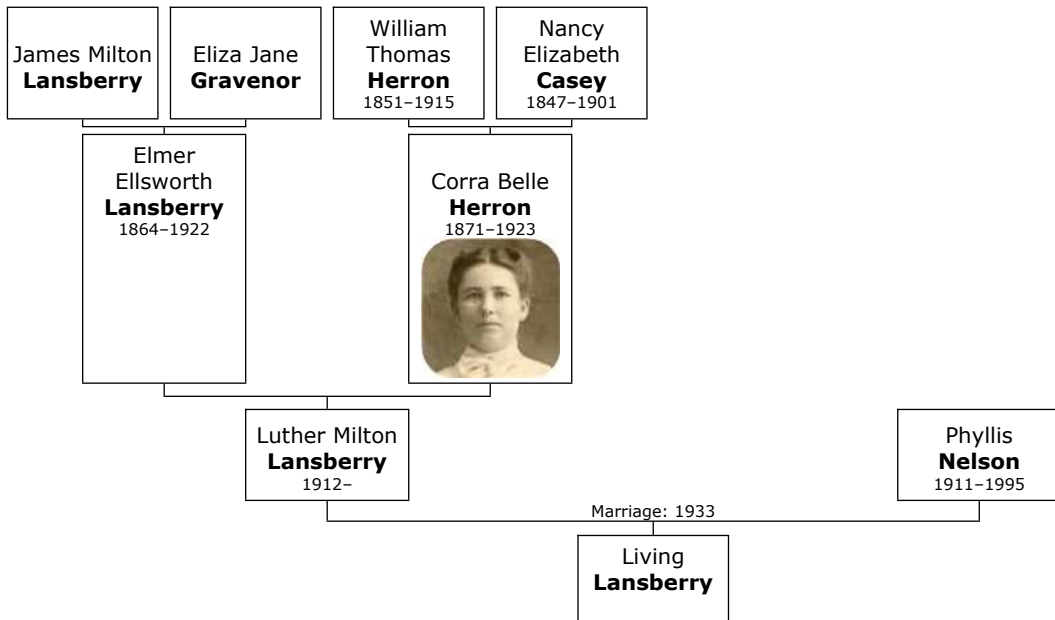 James Milton
Lansberry
Eliza Jane
Gravenor
William
Thomas
Herron
1851–1915
Nancy
Elizabeth
Casey
1847–1901
Elmer
Ellsworth
Lansberry
1864–1922
Corra Belle
Herron
1871–1923
Luther Milton
Lansberry
1912–
Phyllis
Nelson
1911–1995
Marriage: 1933
Living
Lansberry